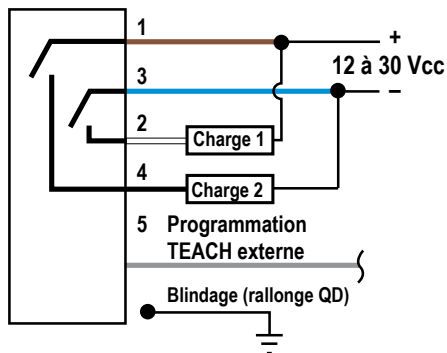 1
+
12 à 30 Vcc
3
–
2
Charge 1
4
Charge 2
5 Programmation
TEACH externe
Blindage (rallonge QD)